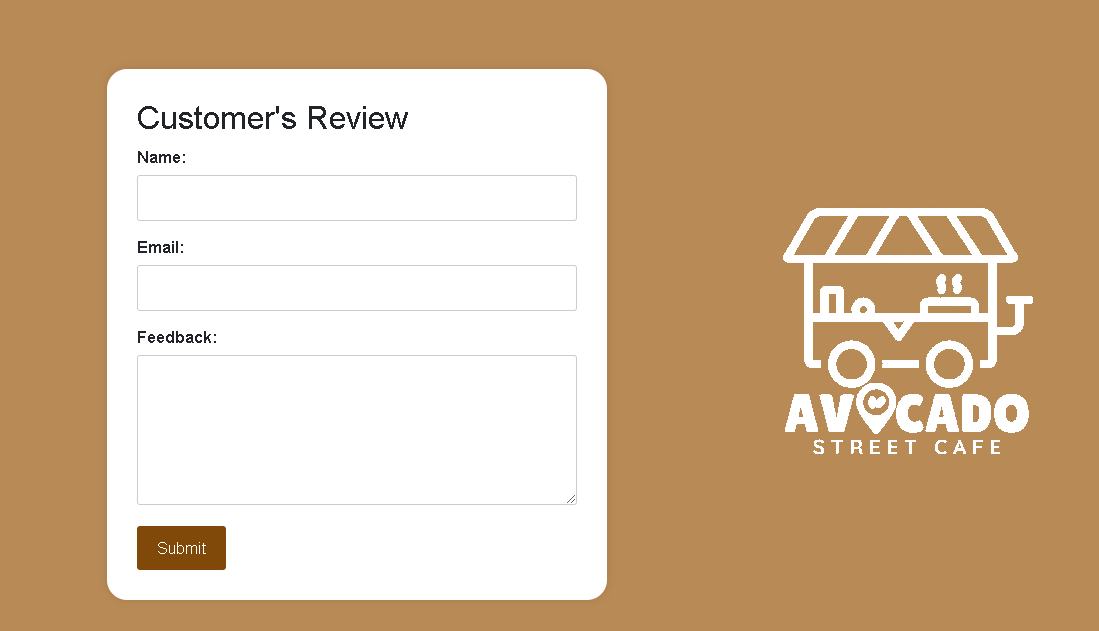 Customer's Review
Name:
Email:
Feedback:
Submit
AVOCADO
STREET CAFE